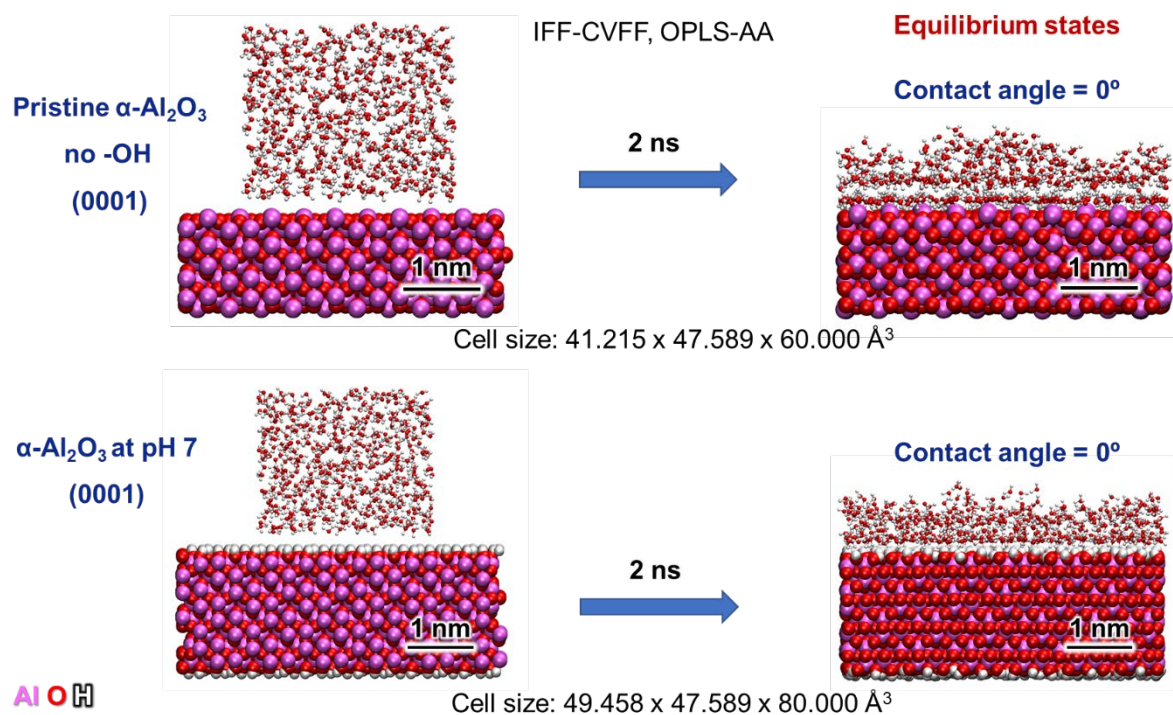 IFF-CVFF, OPLS-AA
Equilibrium states
Pristine α-Al₂O₃
no -OH
(0001)
2 ns
Contact angle = 0º
1 nm
1 nm
Cell size: 41.215 x 47.589 x 60.000 Å³
α-Al₂O₃ at pH 7
(0001)
2 ns
Contact angle = 0º
1 nm
1 nm
Al O H
Cell size: 49.458 x 47.589 x 80.000 Å³